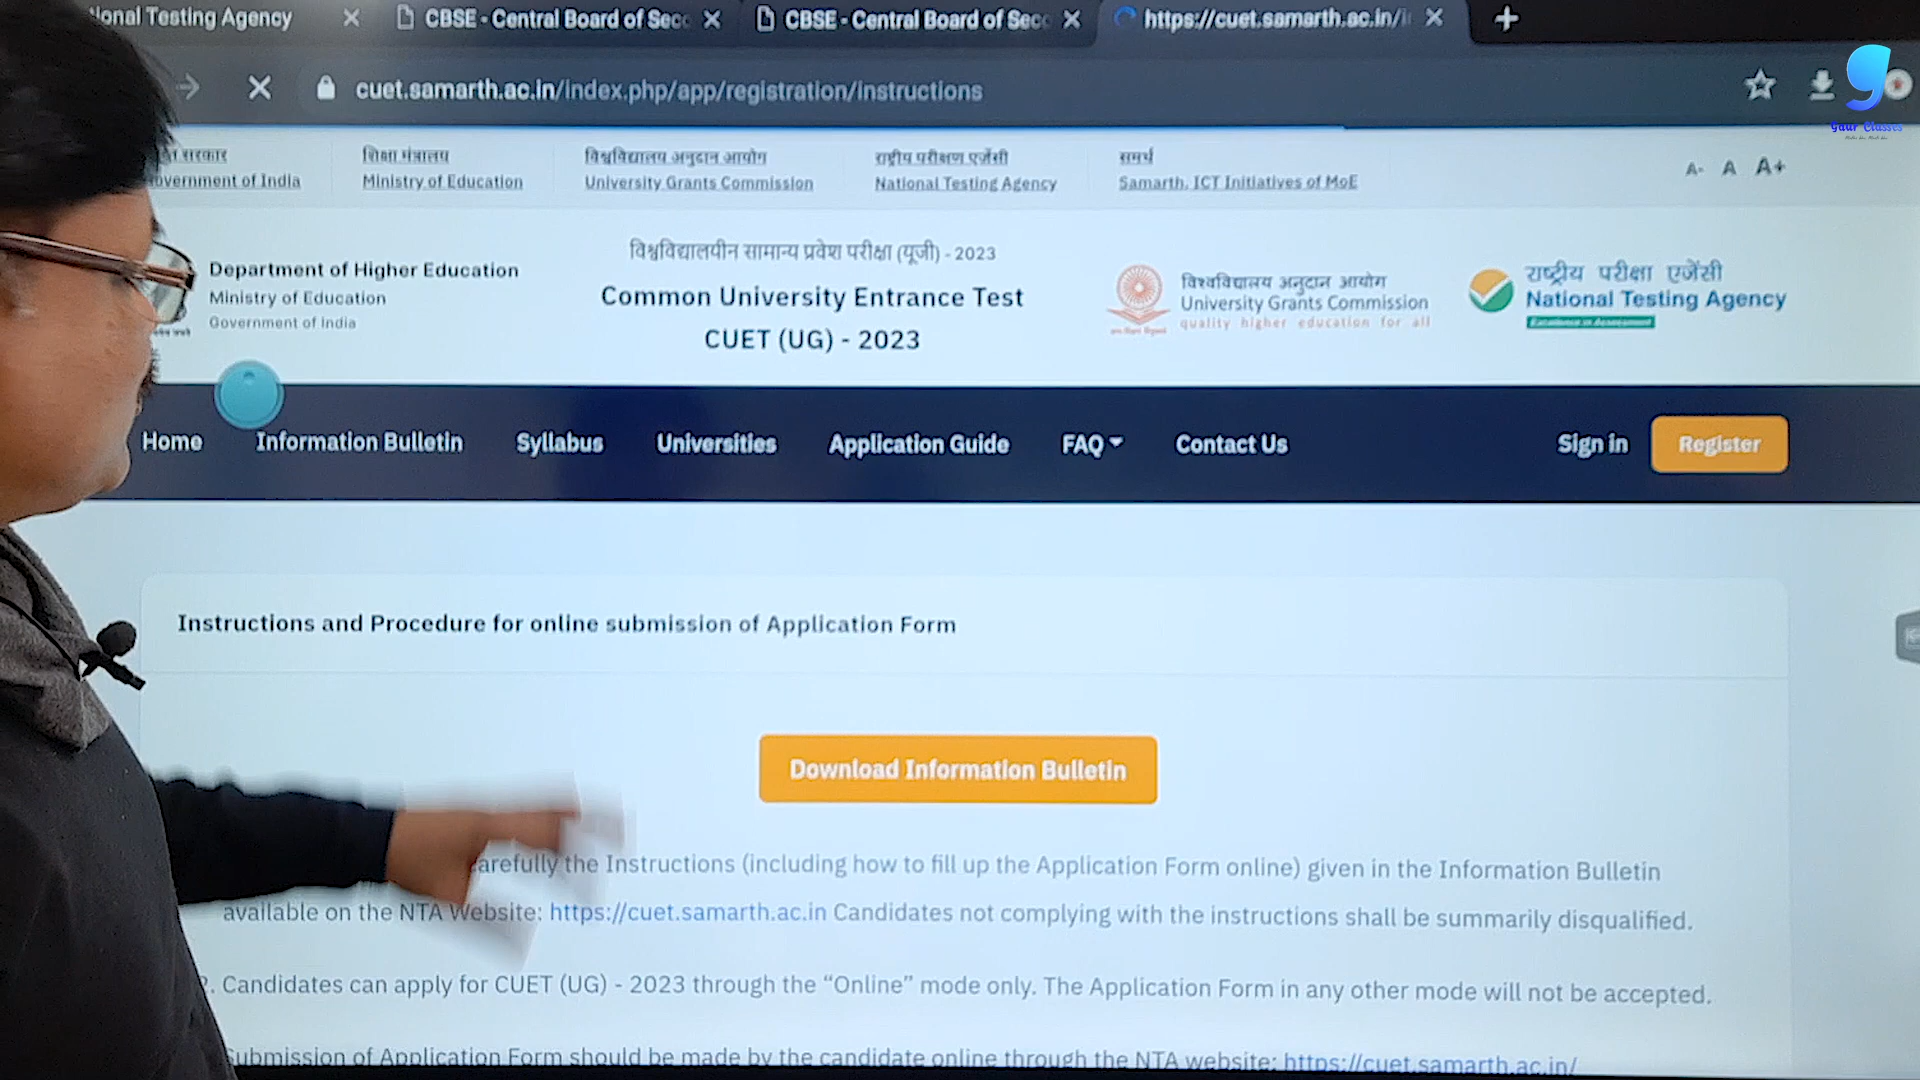 ional Testing Agency
CBSE - Central Board of Seco
CBSE - Central Board of Seco
https://cuet.samarth.ac.in/i
cuet.samarth.ac.in/index.php/app/registration/instructions
Gaur Classes
सरकार
शिक्षा मंत्रालय
विश्वविद्यालय अनुदान आयोग
राष्ट्रीय परीक्षण एजेंसी
समर्थ
overnment of India
Ministry of Education
University Grants Commission
National Testing Agency
Samarth, ICT Initiatives of MoE
A- A A+
Department of Higher Education
Ministry of Education
Government of India
विश्वविद्यालयीन सामान्य प्रवेश परीक्षा (यूजी) - 2023
Common University Entrance Test
CUET (UG) - 2023
विश्वविद्यालय अनुदान आयोग
University Grants Commission
quality higher education for all
राष्ट्रीय परीक्षा एजेंसी
National Testing Agency
Excellence in Assessment
Home
Information Bulletin
Syllabus
Universities
Application Guide
FAQ
Contact Us
Sign in
Register
Instructions and Procedure for online submission of Application Form
Download Information Bulletin
arefully the Instructions (including how to fill up the Application Form online) given in the Information Bulletin
available on the NTA Website: https://cuet.samarth.ac.in Candidates not complying with the instructions shall be summarily disqualified.
2. Candidates can apply for CUET (UG) - 2023 through the “Online” mode only. The Application Form in any other mode will not be accepted.
Submission of Application Form should be made by the candidate online through the NTA website: https://cuet.samarth.ac.in/